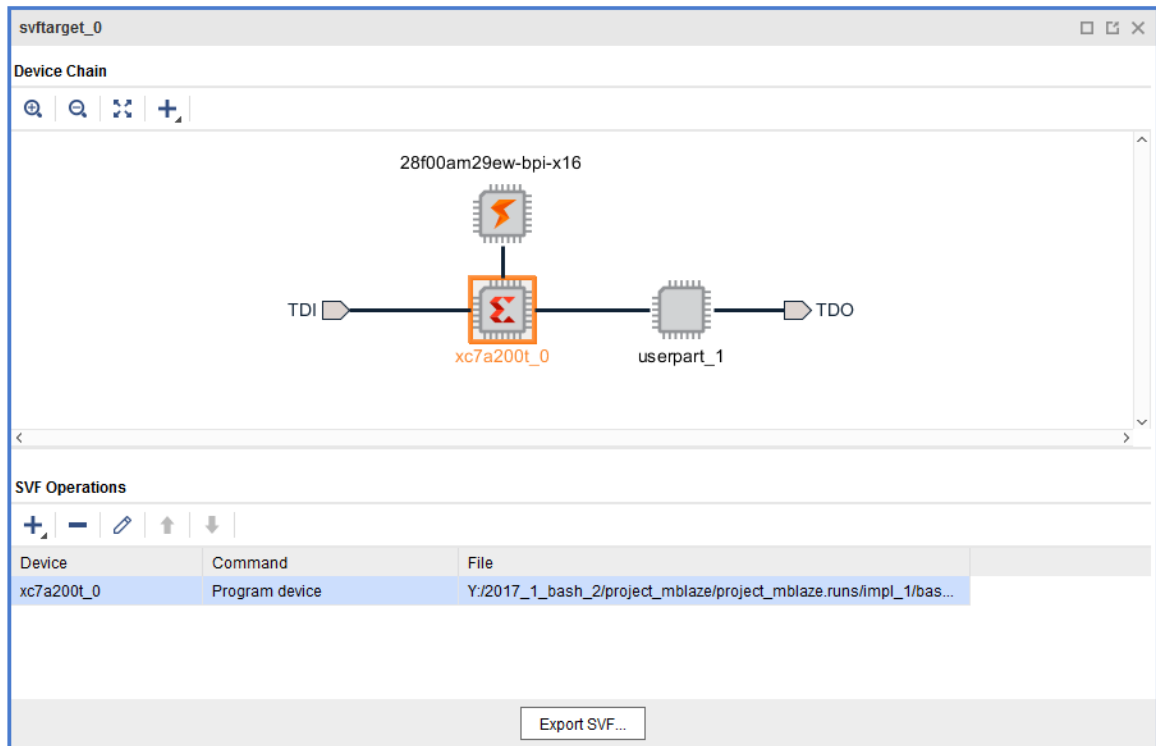 svftarget_0
Device Chain
28f00am29ew-bpi-x16
TDI
TDO
xc7a200t_0
userpart_1
SVF Operations
Device Command File
xc7a200t_0 Program device Y:/2017_1_bash_2/project_mblaze/project_mblaze.runs/impl_1/bas...
Export SVF...